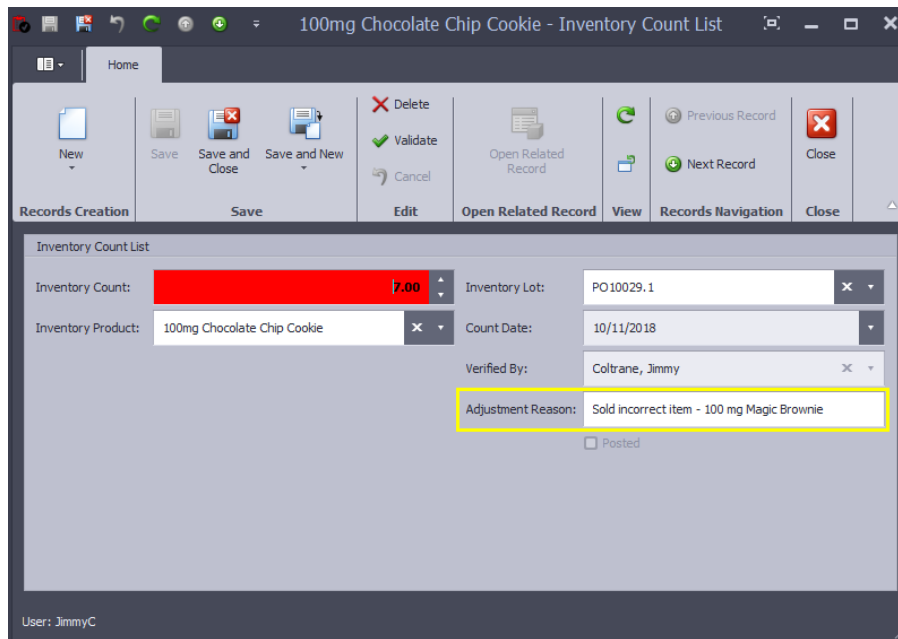 100mg Chocolate Chip Cookie - Inventory Count List
Home
New
Save
Save and Close
Save and New
Delete
Validate
Cancel
Open Related Record
Previous Record
Next Record
Close
Records Creation
Save
Edit
Open Related Record
View
Records Navigation
Close
Inventory Count List
Inventory Count: 7.00
Inventory Lot: PO10029.1
Inventory Product: 100mg Chocolate Chip Cookie
Count Date: 10/11/2018
Verified By: Coltrane, Jimmy
Adjustment Reason: Sold incorrect item - 100 mg Magic Brownie
Posted
User: JimmyC